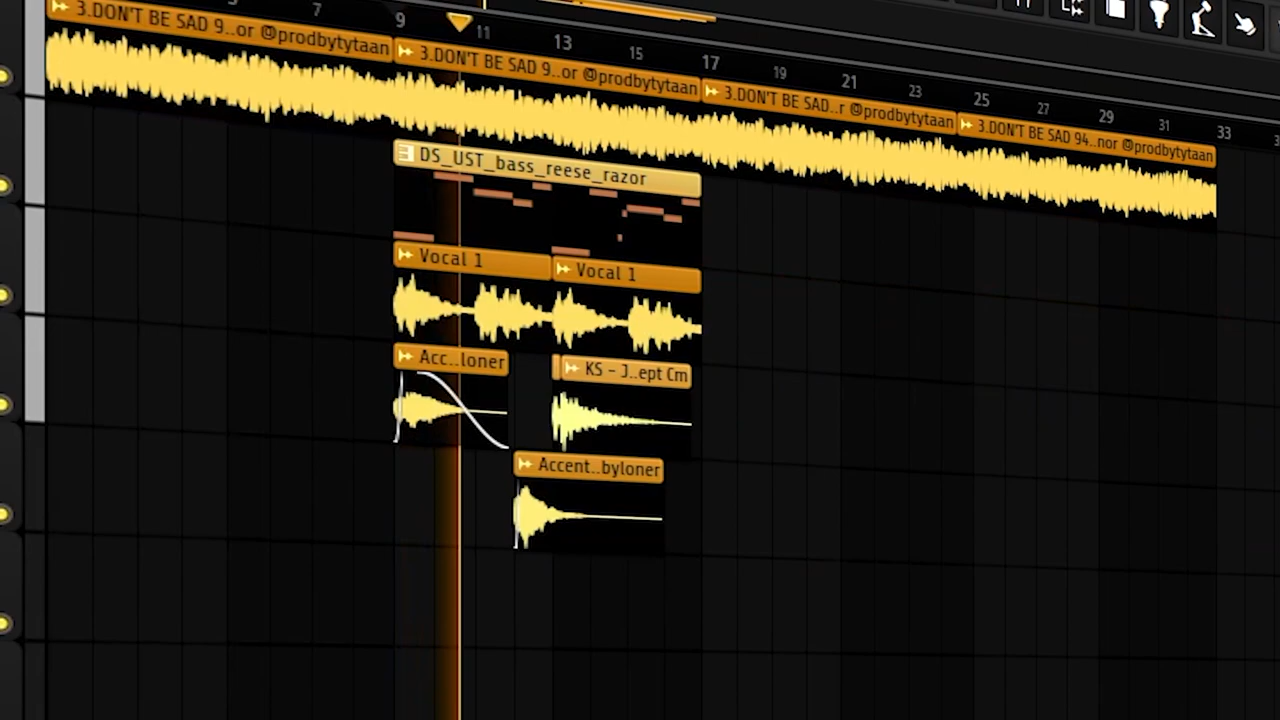 7 9 11 13 15 17 19 21 23 25 27 29 31 33
3.DON'T BE SAD 9..or @prodbytytaan
3.DON'T BE SAD 9..or @prodbytytaan
3.DON'T BE SAD..r @prodbytytaan
3.DON'T BE SAD 94..nor @prodbytytaan
DS_UST_bass_reese_razor
Vocal 1
Vocal 1
Acc..loner
KS - J..ept Cm
Accent..byloner